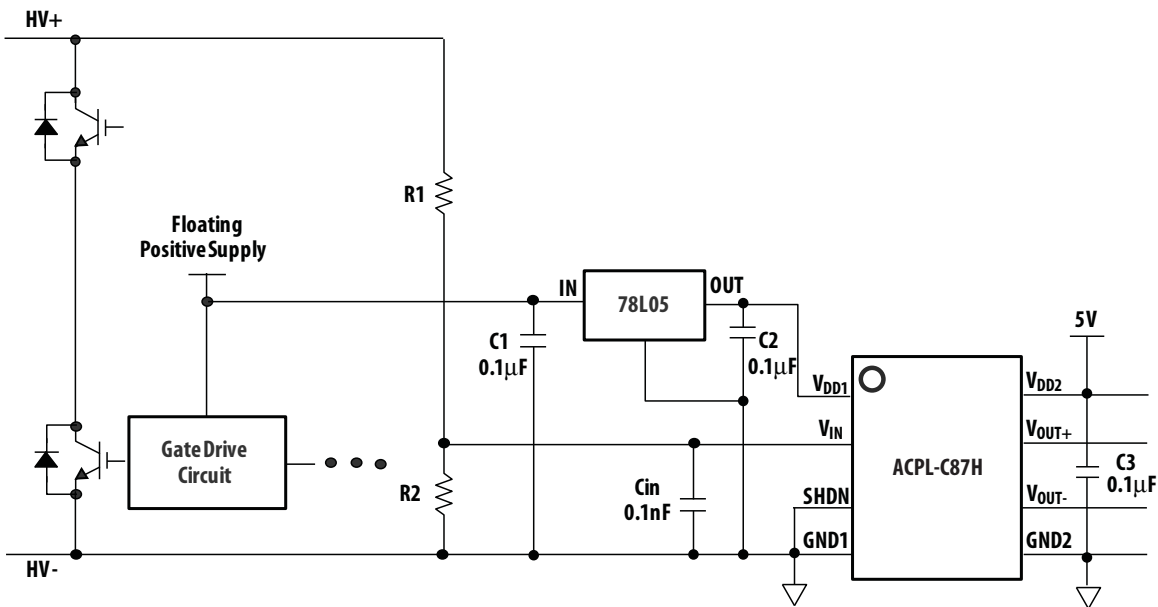 HV+
R1
Floating
Positive Supply
IN
78L05
OUT
C1
0.1µF
C2
0.1µF
5V
VDD1
VDD2
VIN
VOUT+
ACPL-C87H
Gate Drive
Circuit
R2
Cin
0.1nF
C3
0.1µF
SHDN
VOUT-
GND1
GND2
HV-